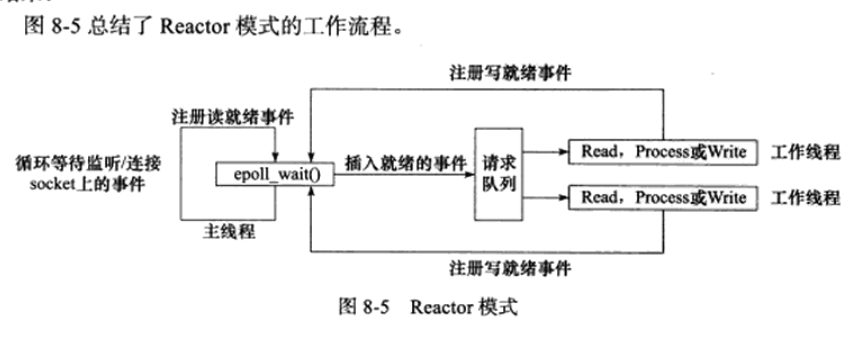 图 8-5 总结了 Reactor 模式的工作流程。
注册写就绪事件
注册读就绪事件
循环等待监听/连接
socket上的事件
epoll_wait()
主线程
插入就绪的事件
请求
队列
Read，Process或Write
工作线程
Read，Process或Write
工作线程
注册写就绪事件
图 8-5 Reactor 模式